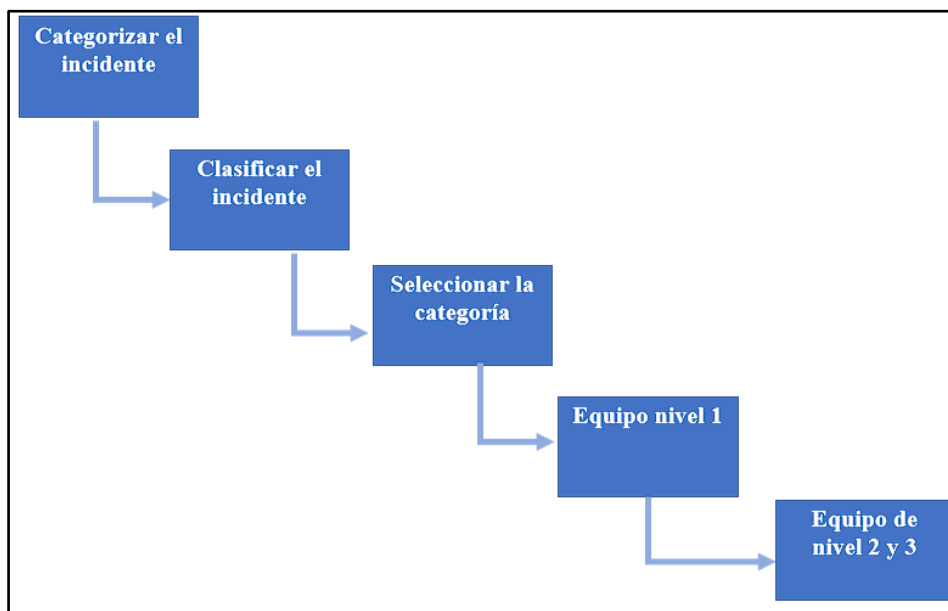 Categorizar el
incidente
Clasificar el
incidente
Seleccionar la
categoría
Equipo nivel 1
Equipo de
nivel 2 y 3